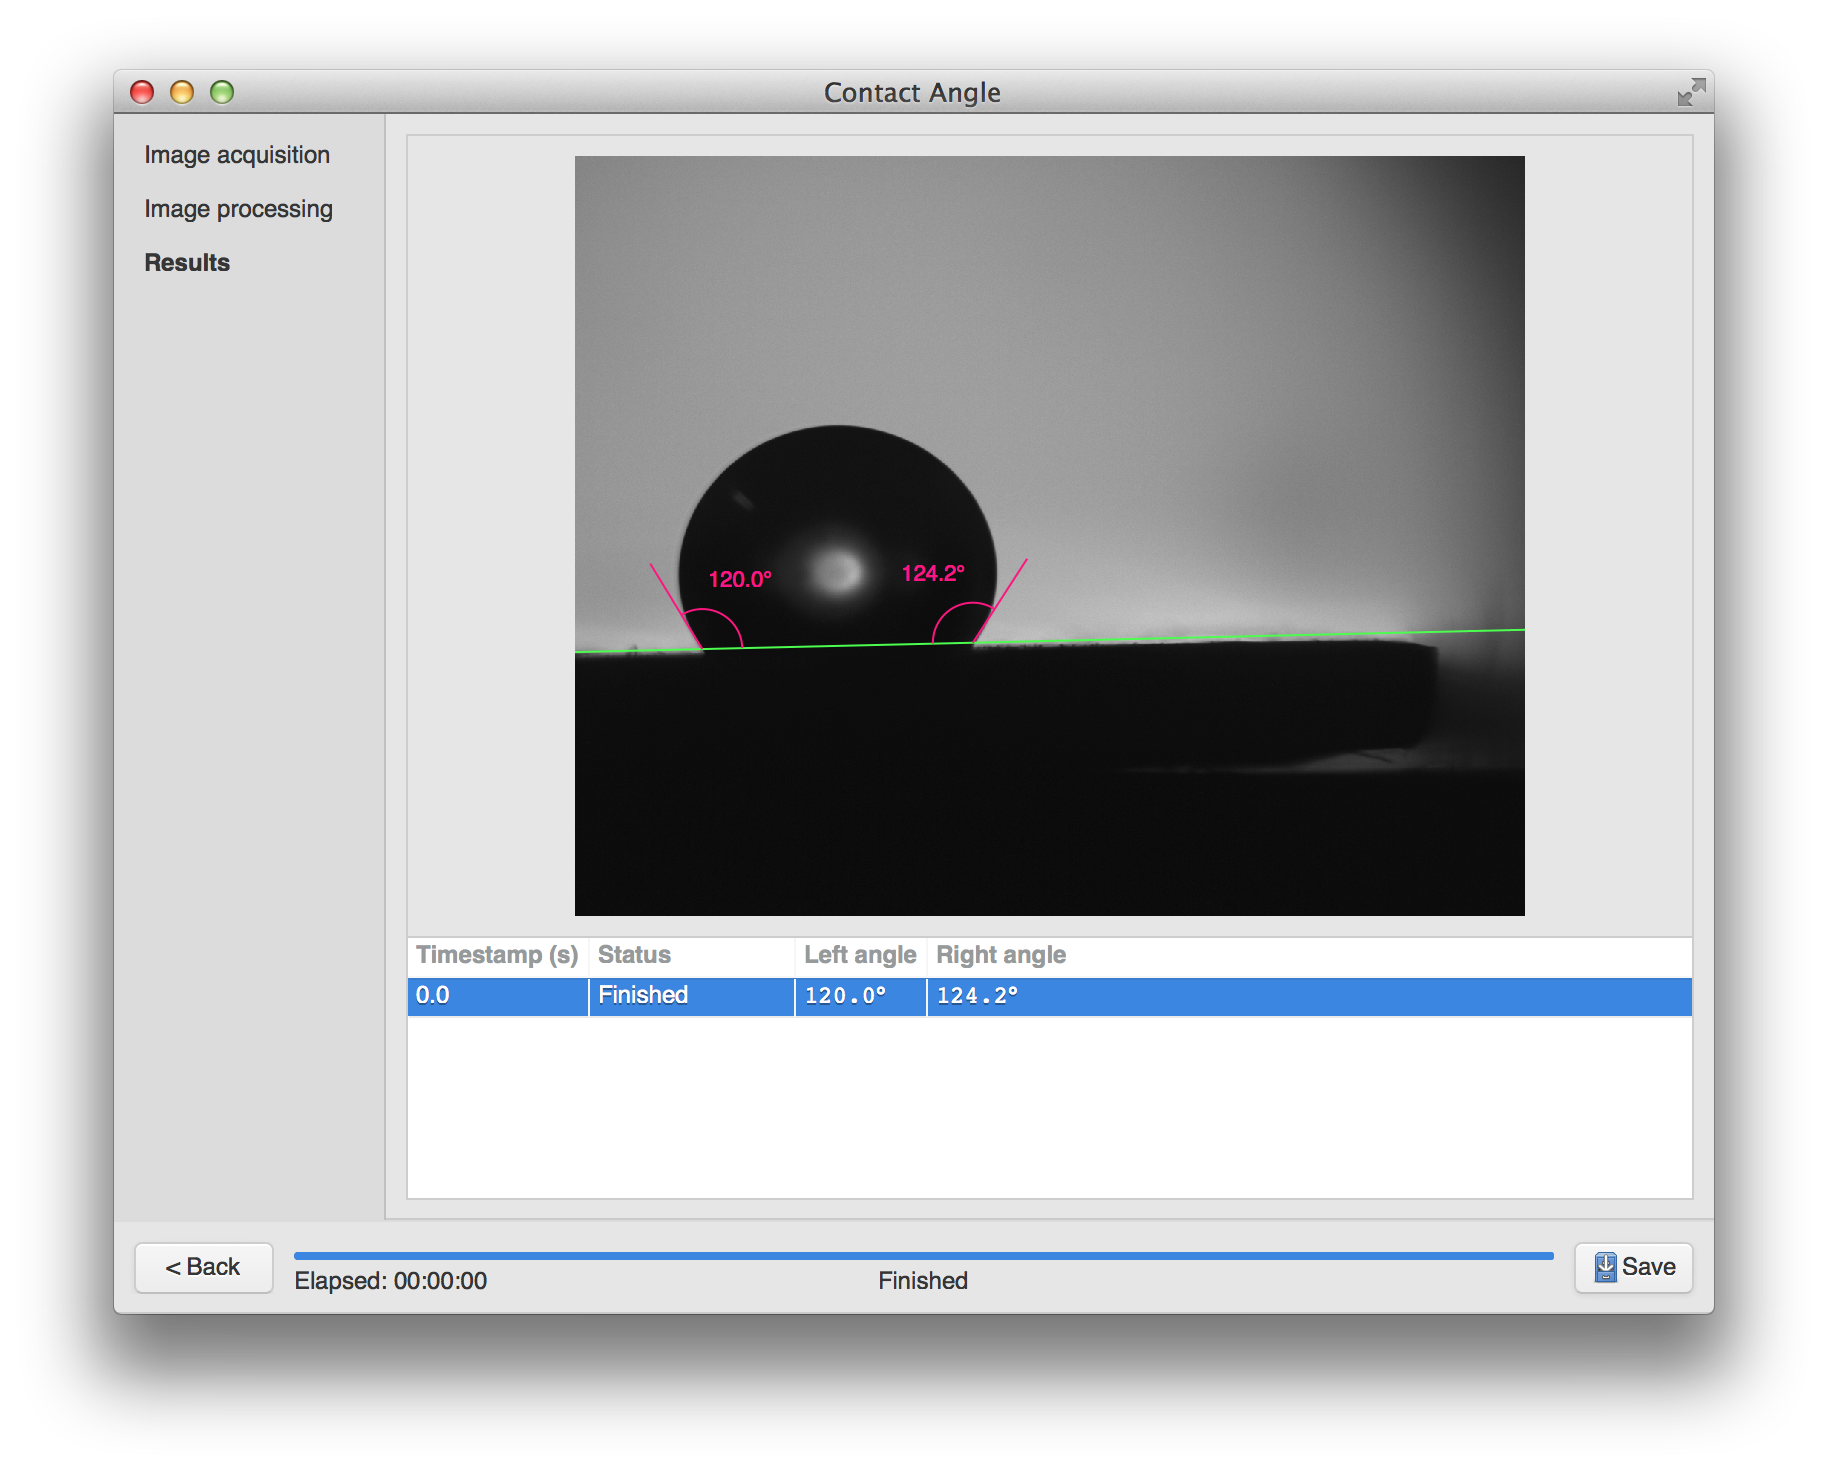 Contact Angle
Image acquisition
Image processing
Results
120.0°
124.2°
Timestamp (s) Status Left angle Right angle
0.0 Finished 120.0° 124.2°
< Back
Elapsed: 00:00:00
Finished
Save